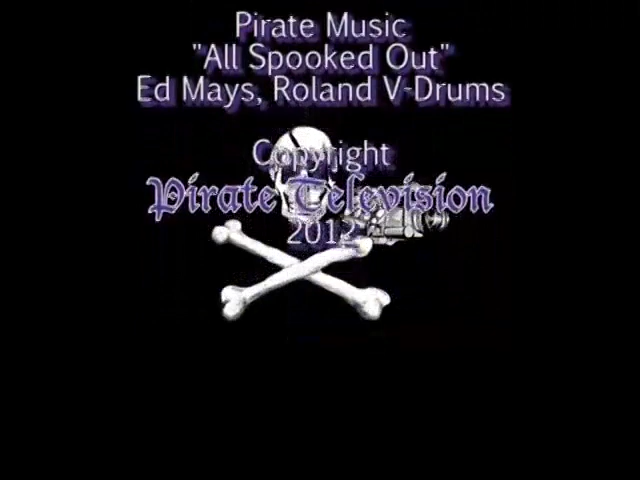 Pirate Music
"All Spooked Out"
Ed Mays, Roland V-Drums
Copyright
Pirate Television
2012